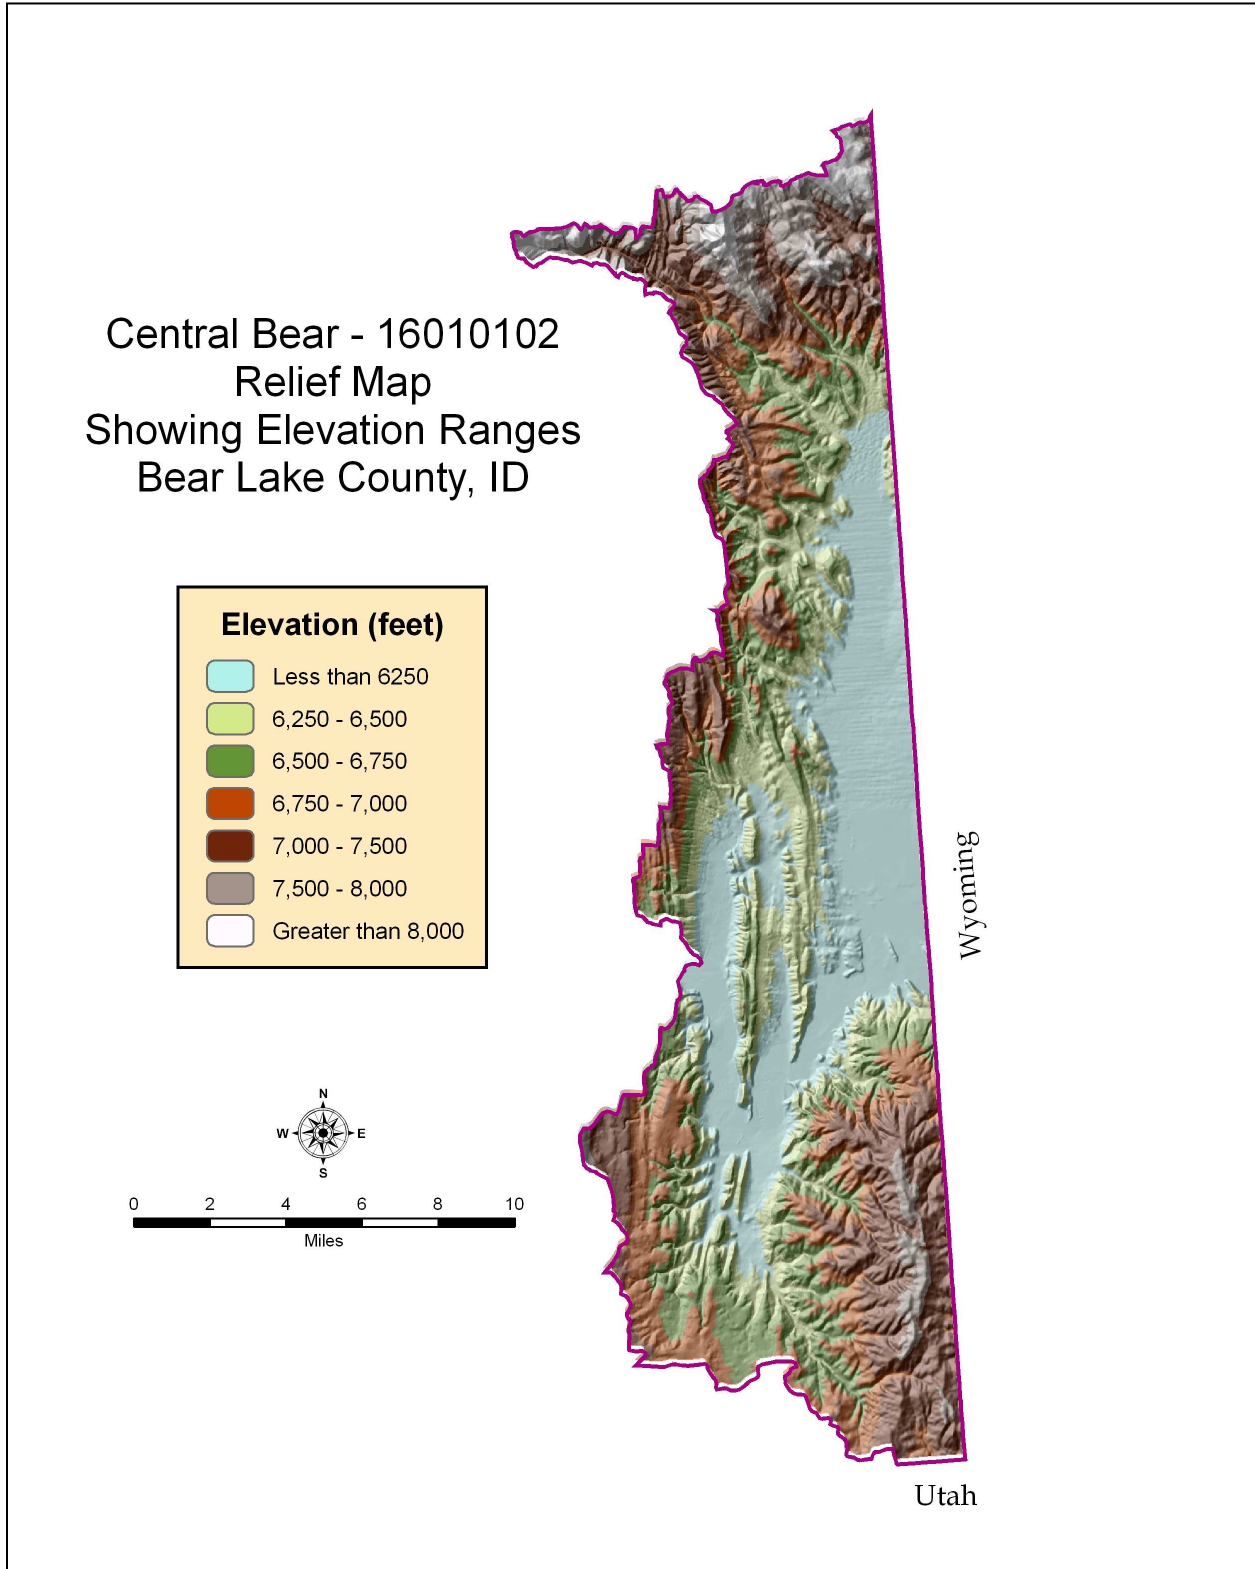 Central Bear - 16010102
Relief Map
Showing Elevation Ranges
Bear Lake County, ID
Elevation (feet)
Less than 6250
6,250 - 6,500
6,500 - 6,750
6,750 - 7,000
7,000 - 7,500
7,500 - 8,000
Greater than 8,000
Wyoming
N
W E
S
0 2 4 6 8 10
Miles
Utah